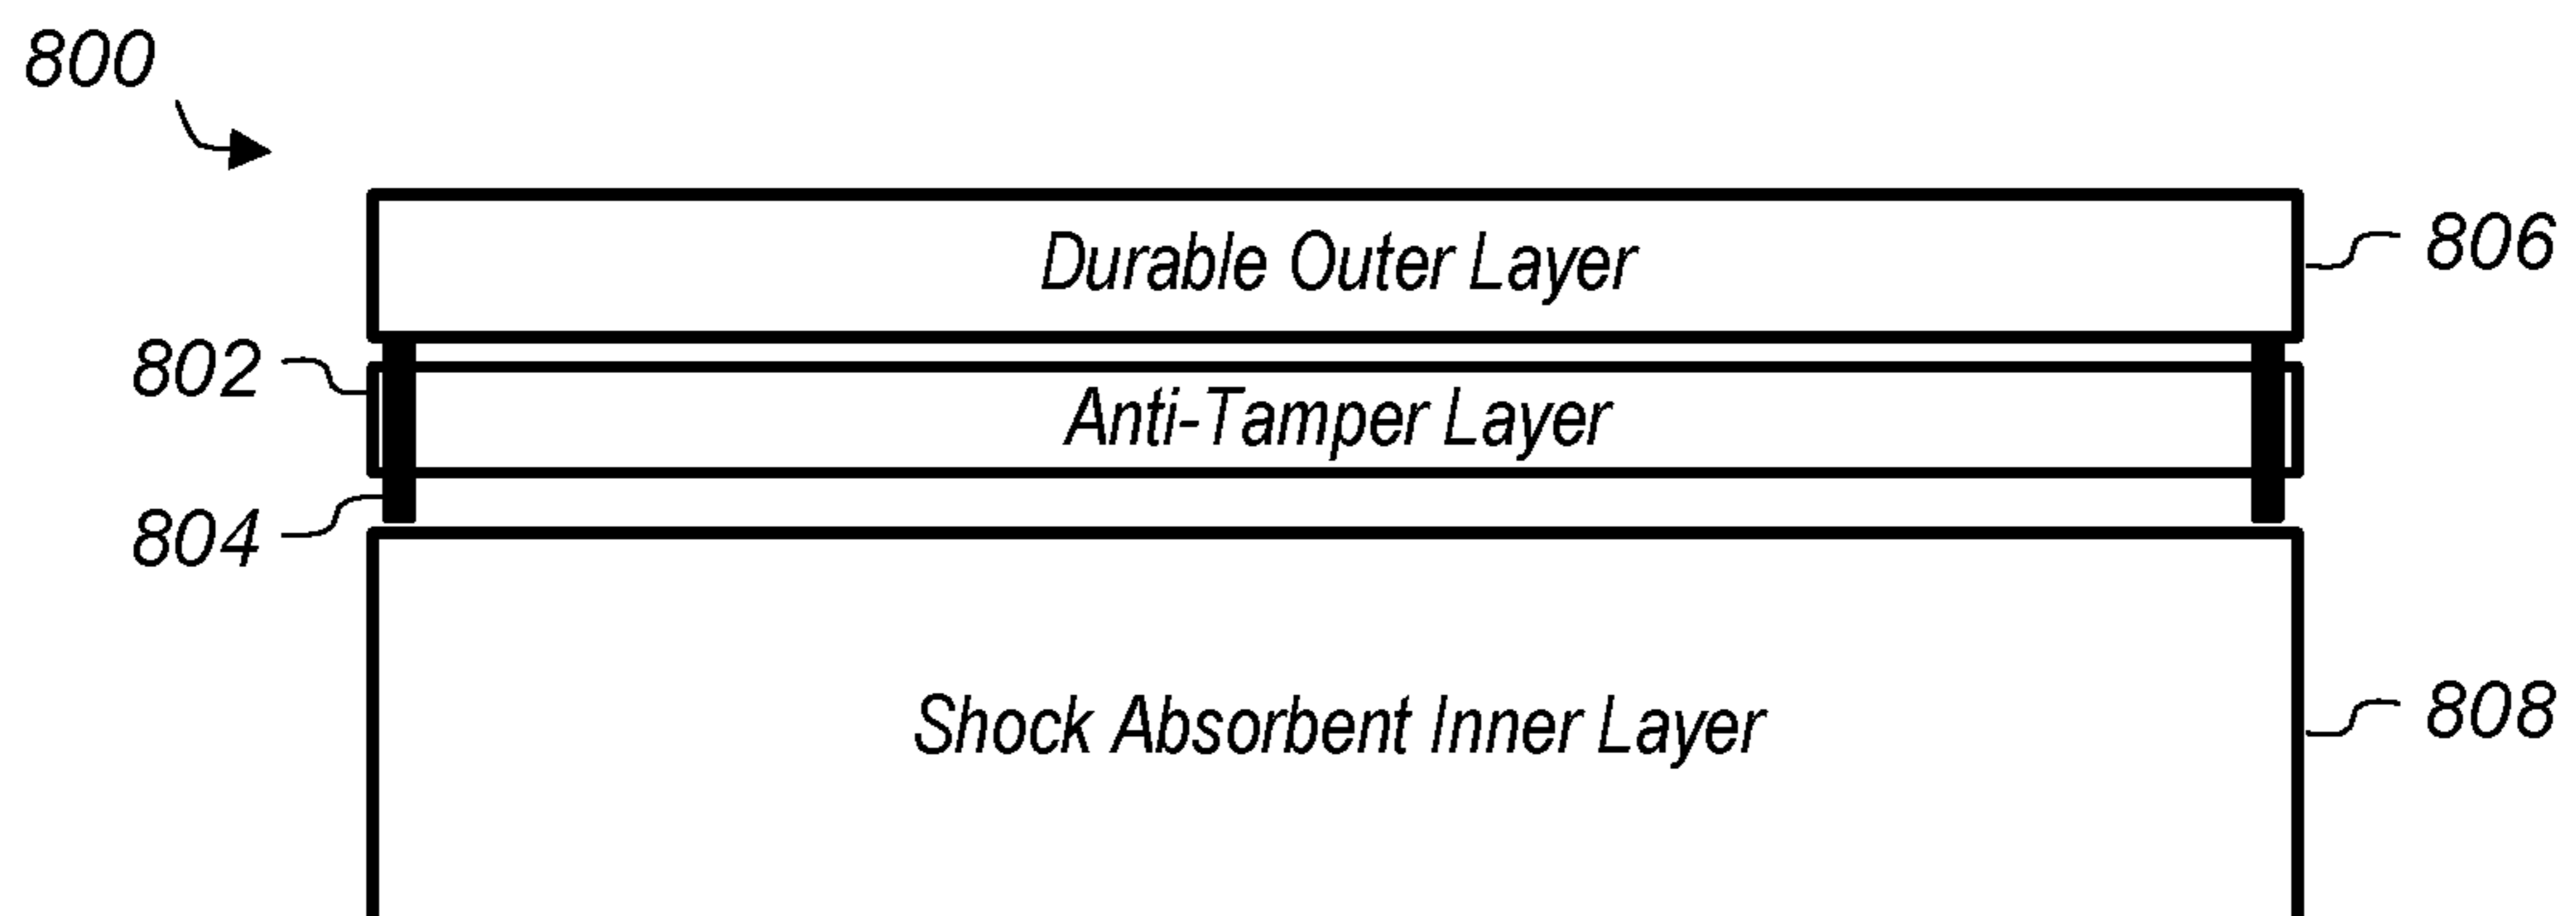 800
Durable Outer Layer
806
802
Anti-Tamper Layer
804
Shock Absorbent Inner Layer
808